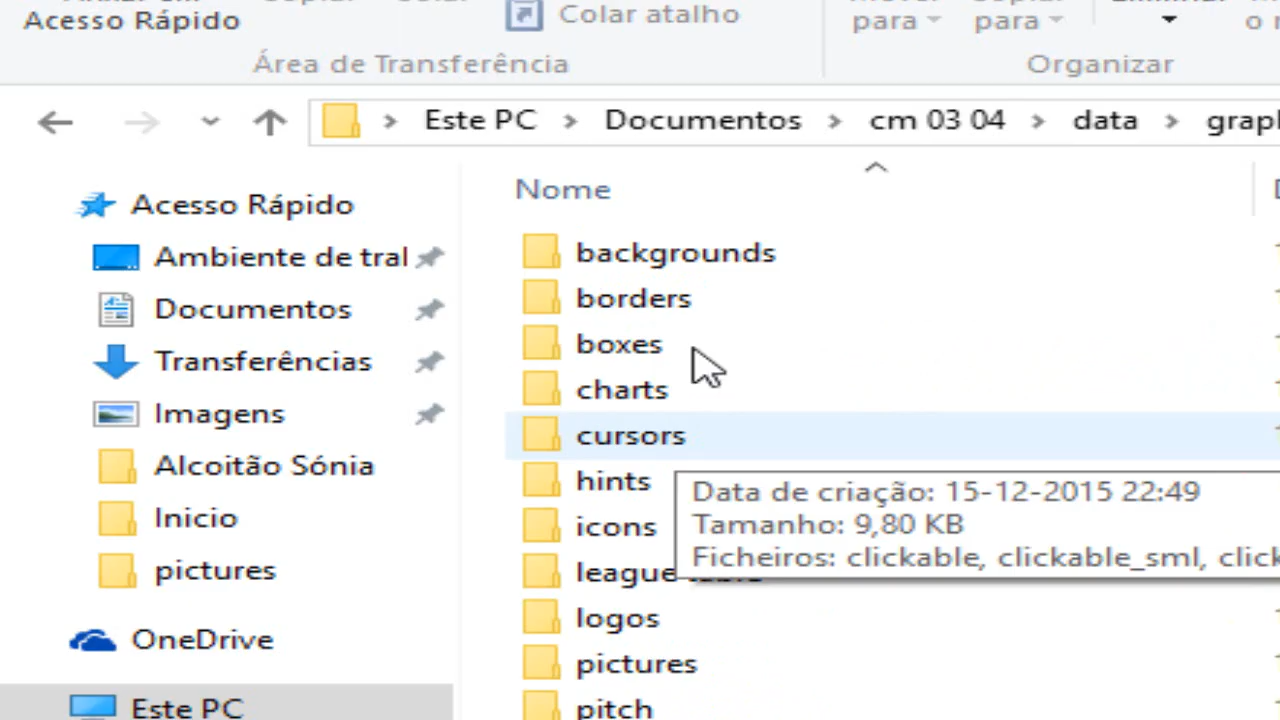 Acesso Rápido
Colar atalho
para
para
Área de Transferência
Organizar
Este PC > Documentos > cm 03 04 > data >
Nome
Acesso Rápido
Ambiente de tral
Documentos
Transferências
Imagens
Alcoitão Sónia
Inicio
pictures
OneDrive
Este PC
backgrounds
borders
boxes
charts
cursors
hints
icons
league
logos
pictures
pitch
Data de criação: 15-12-2015 22:49
Tamanho: 9,80 KB
Ficheiros: clickable, clickable_sml, click